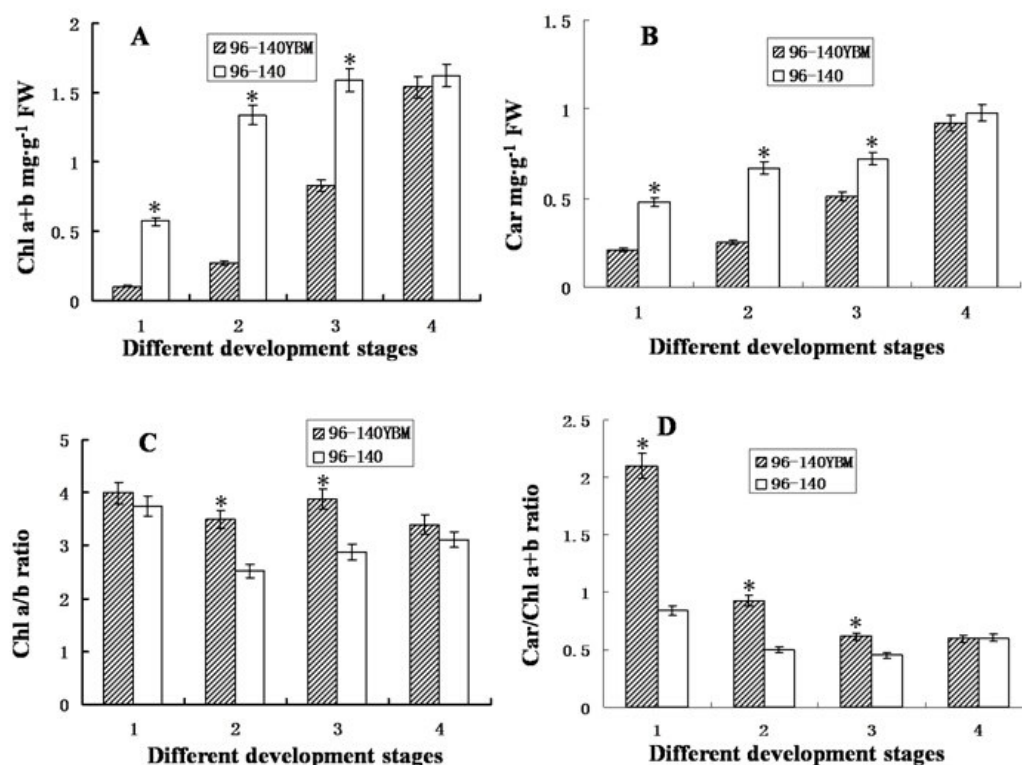 A
96-140YBM
96-140
Chl a+b mg·g-1 FW
2
1.5
1
0.5
0
* * *
1 2 3 4
Different development stages
B
96-140YBM
96-140
Car mg·g-1 FW
1.5
1
0.5
0
* * *
1 2 3 4
Different development stages
C
96-140YBM
96-140
Chl a/b ratio
5
4
3
2
1
0
* *
1 2 3 4
Different development stages
D
96-140YBM
96-140
Car/Chl a+b ratio
2.5
2
1.5
1
0.5
0
* * *
1 2 3 4
Different development stages